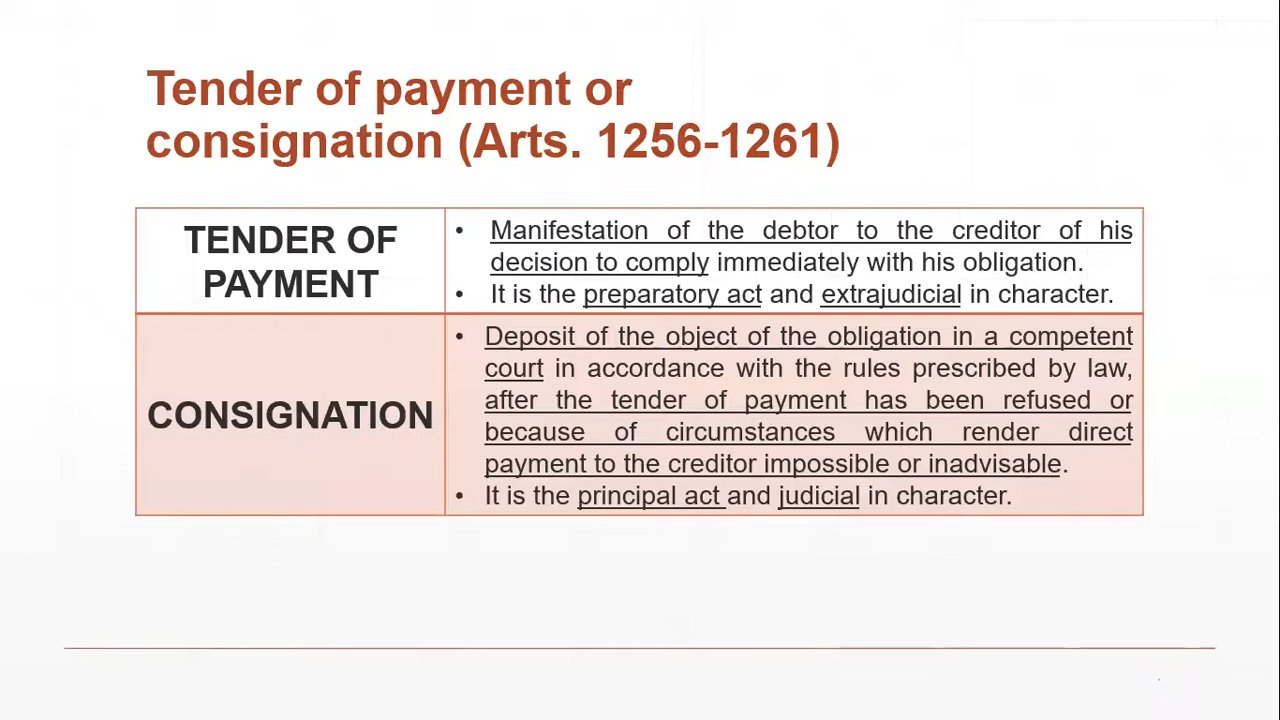 Tender of payment or
consignation (Arts. 1256-1261)
TENDER OF
PAYMENT
• Manifestation of the debtor to the creditor of his
decision to comply immediately with his obligation.
• It is the preparatory act and extrajudicial in character.
CONSIGNATION
• Deposit of the object of the obligation in a competent
court in accordance with the rules prescribed by law,
after the tender of payment has been refused or
because of circumstances which render direct
payment to the creditor impossible or inadvisable.
• It is the principal act and judicial in character.